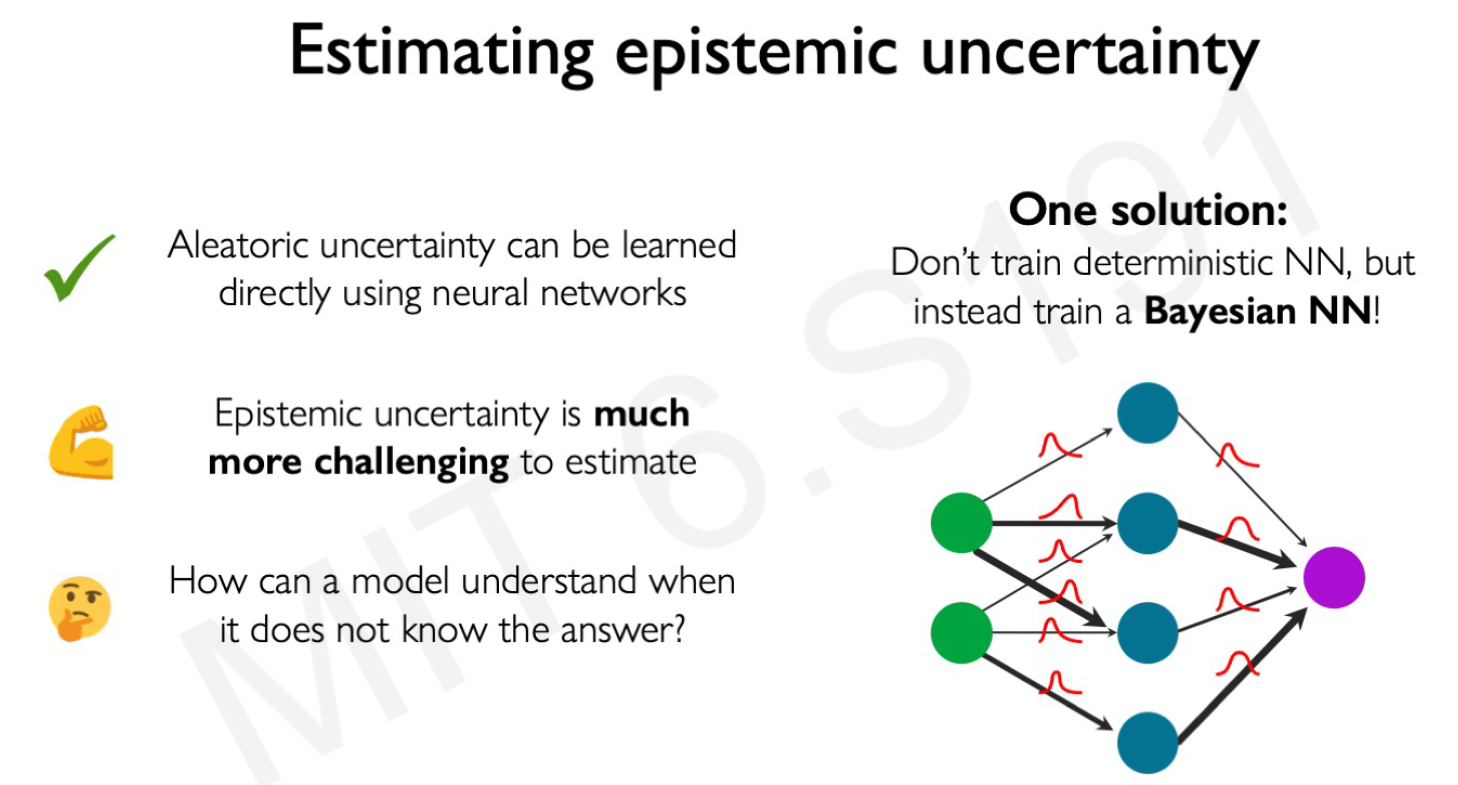 Estimating epistemic uncertainty
Aleatoric uncertainty can be learned
directly using neural networks
Epistemic uncertainty is much
more challenging to estimate
How can a model understand when
it does not know the answer?
One solution:
Don't train deterministic NN, but
instead train a Bayesian NN!
MIT 6.S191